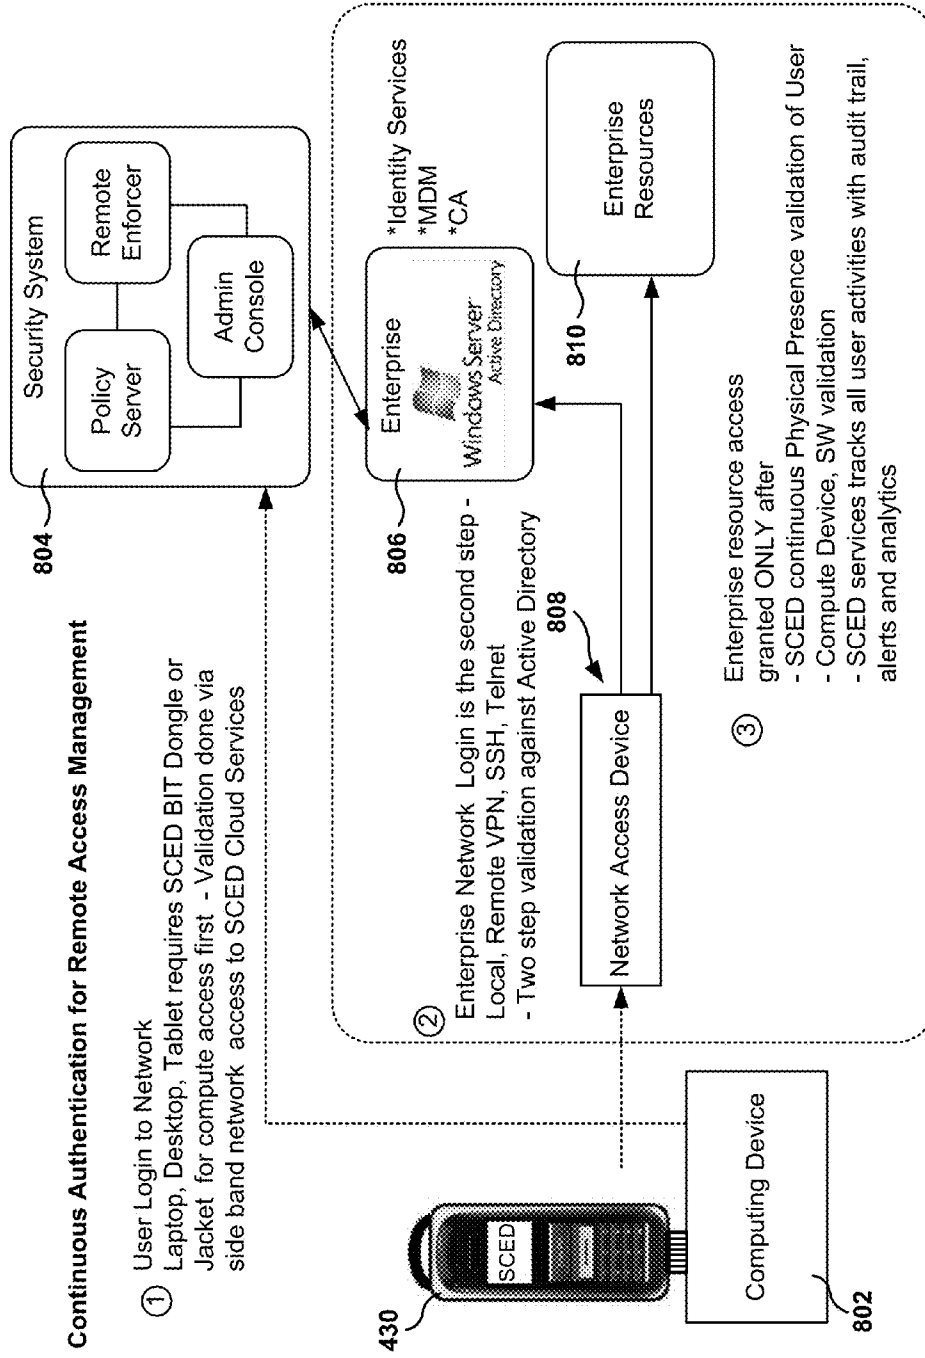 Continuous Authentication for Remote Access Management
① User Login to Network
Laptop, Desktop, Tablet requires SCED BIT Dongle or
Jacket for compute access first - Validation done via
side band network access to SCED Cloud Services
804
Security System
Policy
Server
Remote
Enforcer
Admin
Console
806
Enterprise
Windows Server
Active Directory
*Identity Services
*MDM
*CA
② Enterprise Network Login is the second step -
Local, Remote VPN, SSH, Telnet
- Two step validation against Active Directory
808
Network Access Device
810
Enterprise
Resources
③ Enterprise resource access
granted ONLY after
- SCED continuous Physical Presence validation of User
- Compute Device, SW validation
- SCED services tracks all user activities with audit trail,
alerts and analytics
430
SCED
Computing Device
802